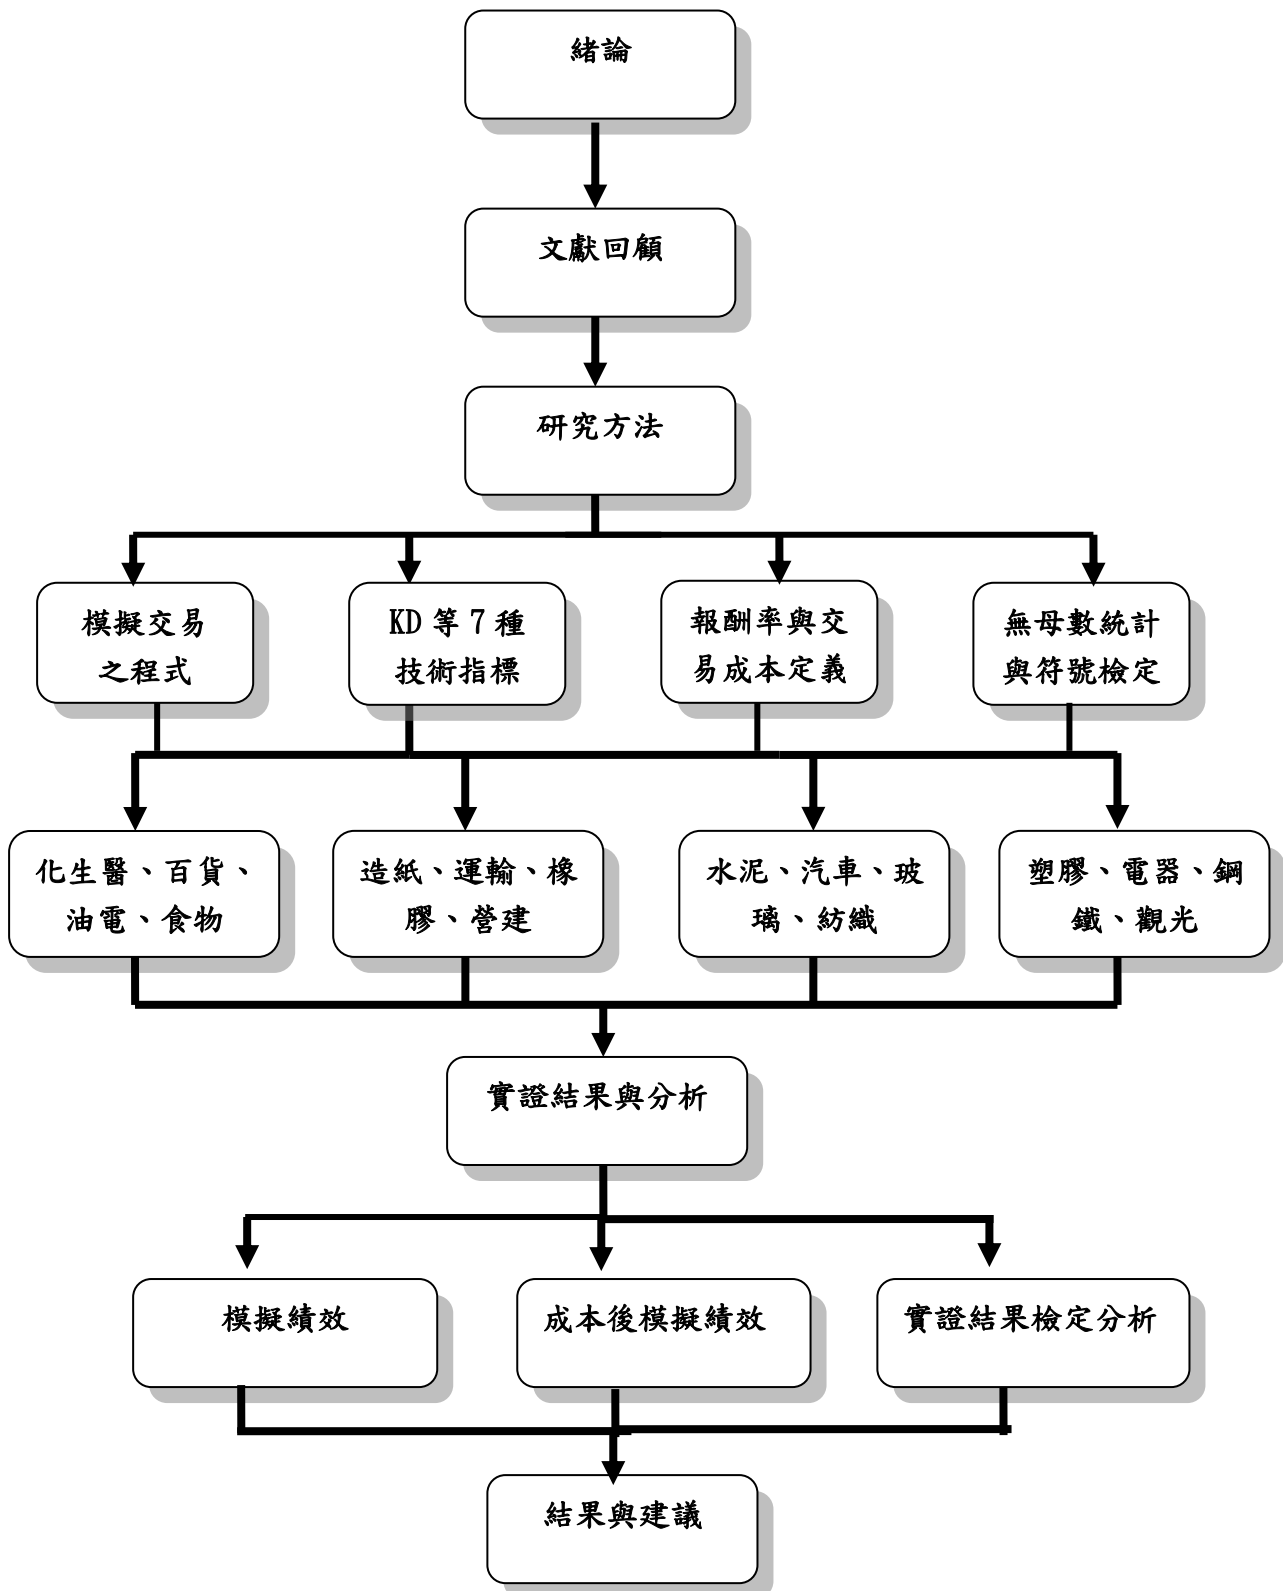 緒論
文獻回顧
研究方法
模擬交易
之程式
KD 等 7 種
技術指標
報酬率與交
易成本定義
無母數統計
與符號檢定
化生醫、百貨、
油電、食物
造紙、運輸、橡
膠、營建
水泥、汽車、玻
璃、紡織
塑膠、電器、鋼
鐵、觀光
實證結果與分析
模擬績效
成本後模擬績效
實證結果檢定分析
結果與建議